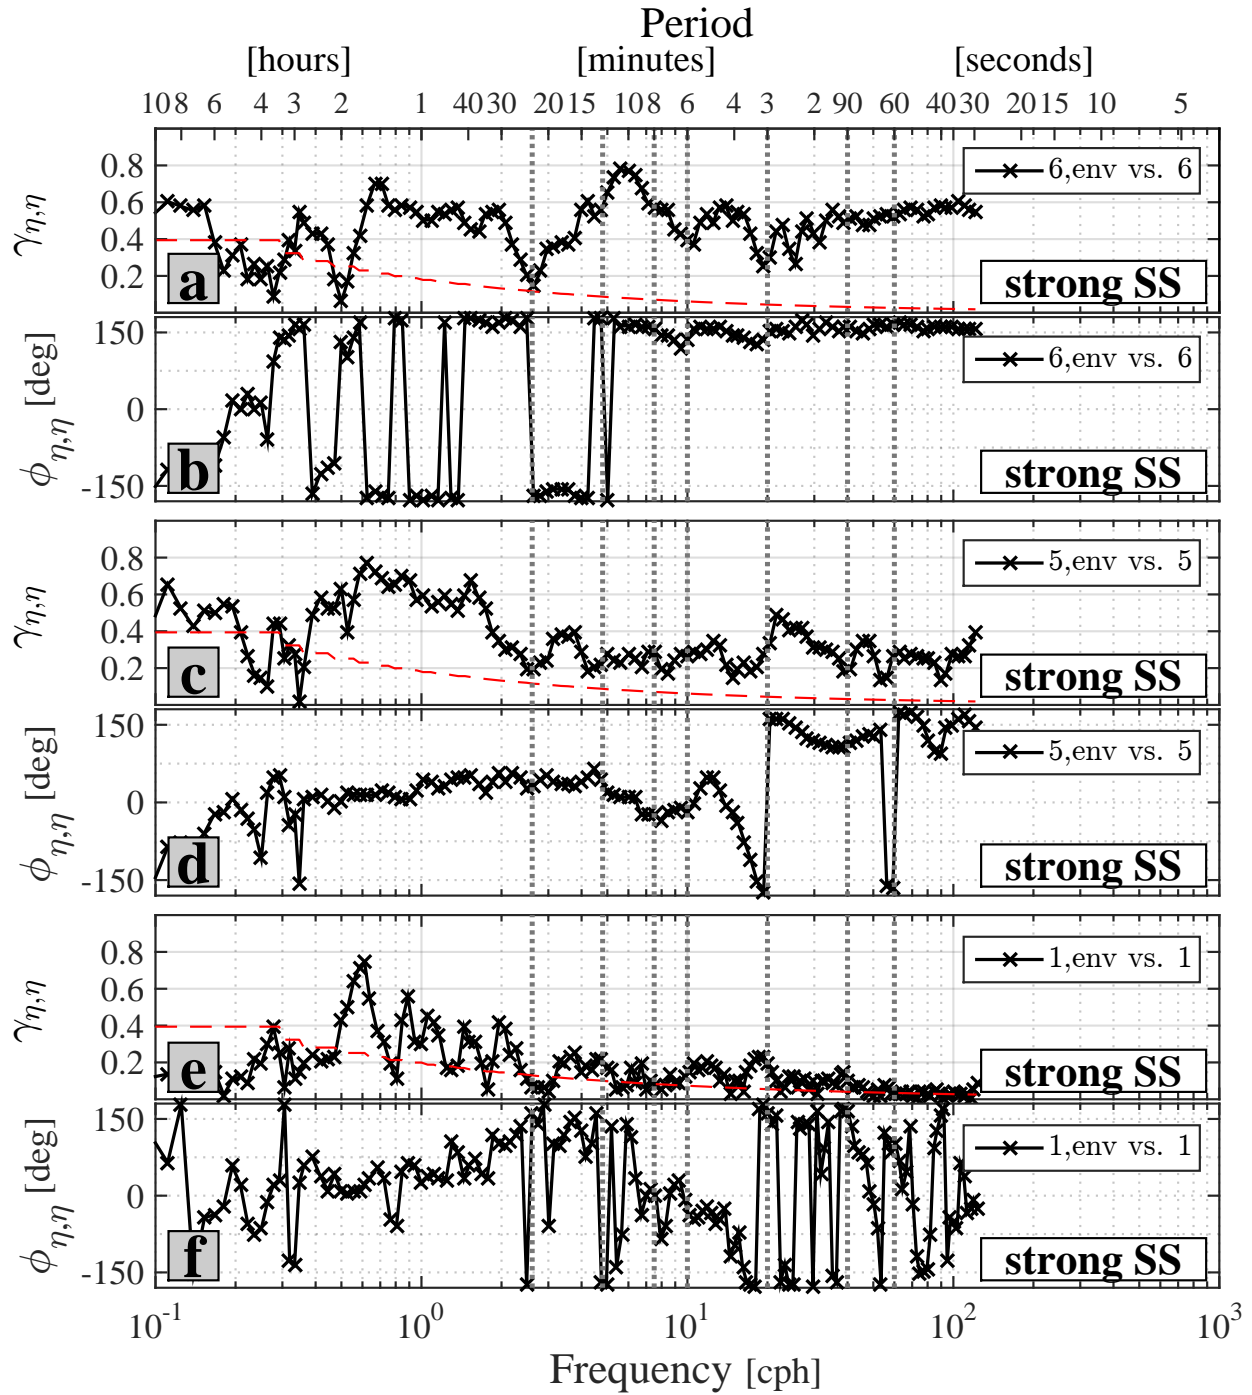 Period
[hours] [minutes] [seconds]
10 8 6 4 3 2 1 40 30 20 15 10 8 6 4 3 2 90 60 40 30 20 15 10 5
0.8
0.6
0.4
0.2
γη,η
6,env vs. 6
a
strong SS
150
0
-150
ϕη,η [deg]
6,env vs. 6
b
strong SS
0.8
0.6
0.4
0.2
γη,η
5,env vs. 5
c
strong SS
150
0
-150
ϕη,η [deg]
5,env vs. 5
d
strong SS
0.8
0.6
0.4
0.2
γη,η
1,env vs. 1
e
strong SS
150
0
-150
ϕη,η [deg]
1,env vs. 1
f
strong SS
10⁻¹ 10⁰ 10¹ 10² 10³
Frequency [cph]